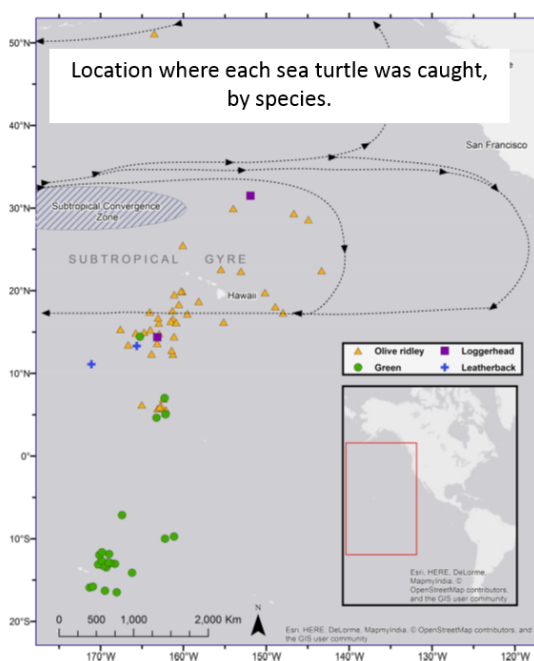 50°N
Location where each sea turtle was caught,
by species.
40°N
San Francisco
30°N
Subtropical Convergence
Zone
SUBTROPICAL GYRE
20°N
Hawaii
Olive ridley
Loggerhead
Green
Leatherback
10°N
0°
10°S
20°S
Esri, HERE, DeLorme,
MapmyIndia, ©
OpenStreetMap contributors,
and the GIS user community
0 500 1,000 2,000 Km
N
Esri, HERE, DeLorme, MapmyIndia, © OpenStreetMap contributors, and
the GIS user community
170°W 160°W 150°W 140°W 130°W 120°W